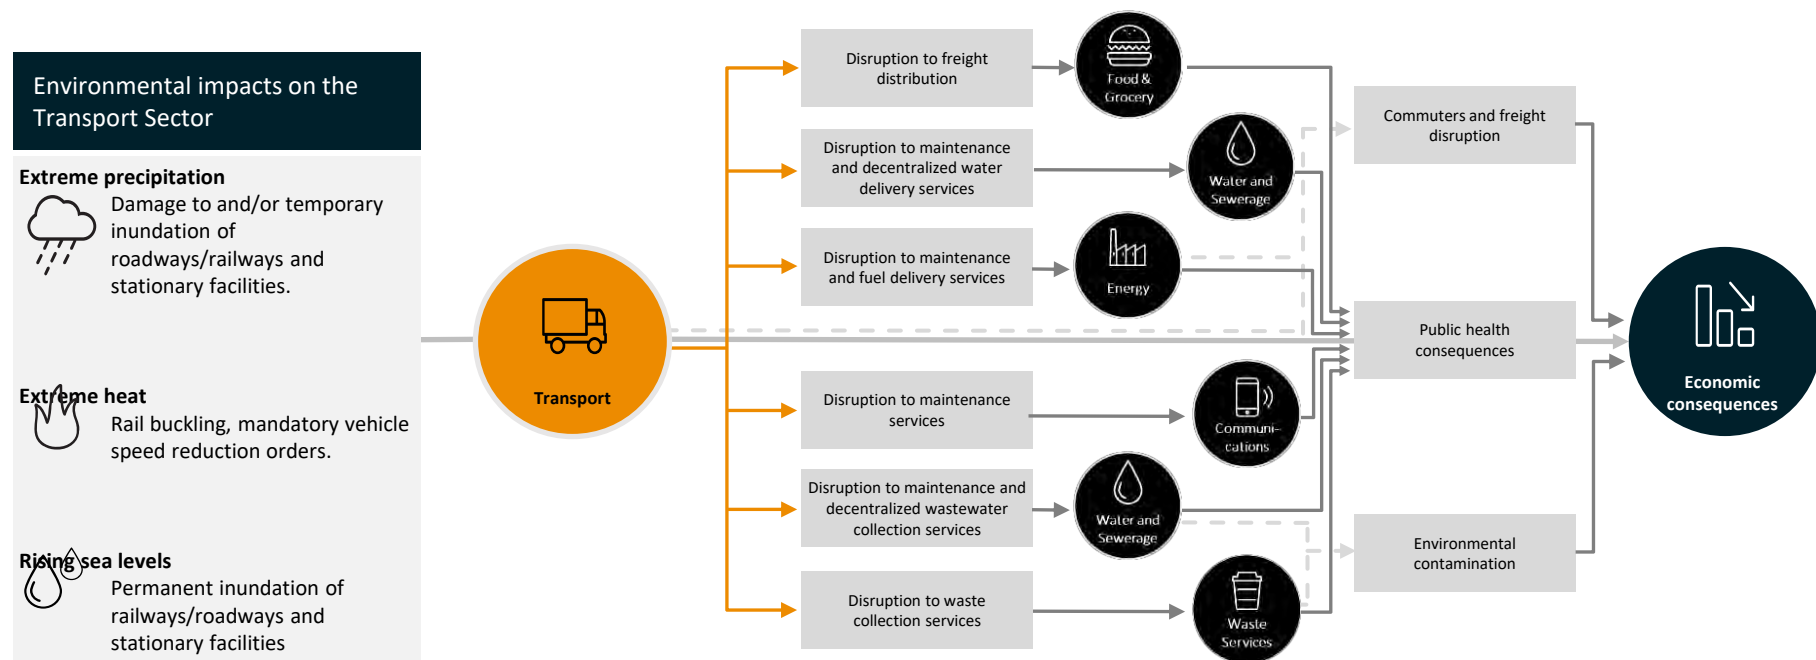 Environmental impacts on the
Transport Sector
Extreme precipitation
Damage to and/or temporary
inundation of
roadways/railways and
stationary facilities.
Extreme heat
Rail buckling, mandatory vehicle
speed reduction orders.
Rising sea levels
Permanent inundation of
railways/roadways and
stationary facilities
Transport
Disruption to freight
distribution
Disruption to maintenance
and decentralized water
delivery services
Disruption to maintenance
and fuel delivery services
Disruption to maintenance
services
Disruption to maintenance and
decentralized wastewater
collection services
Disruption to waste
collection services
Food &
Grocery
Water and
Sewerage
Energy
Communi-
cations
Water and
Sewerage
Waste
Services
Commuters and freight
disruption
Public health
consequences
Environmental
contamination
Economic
consequences